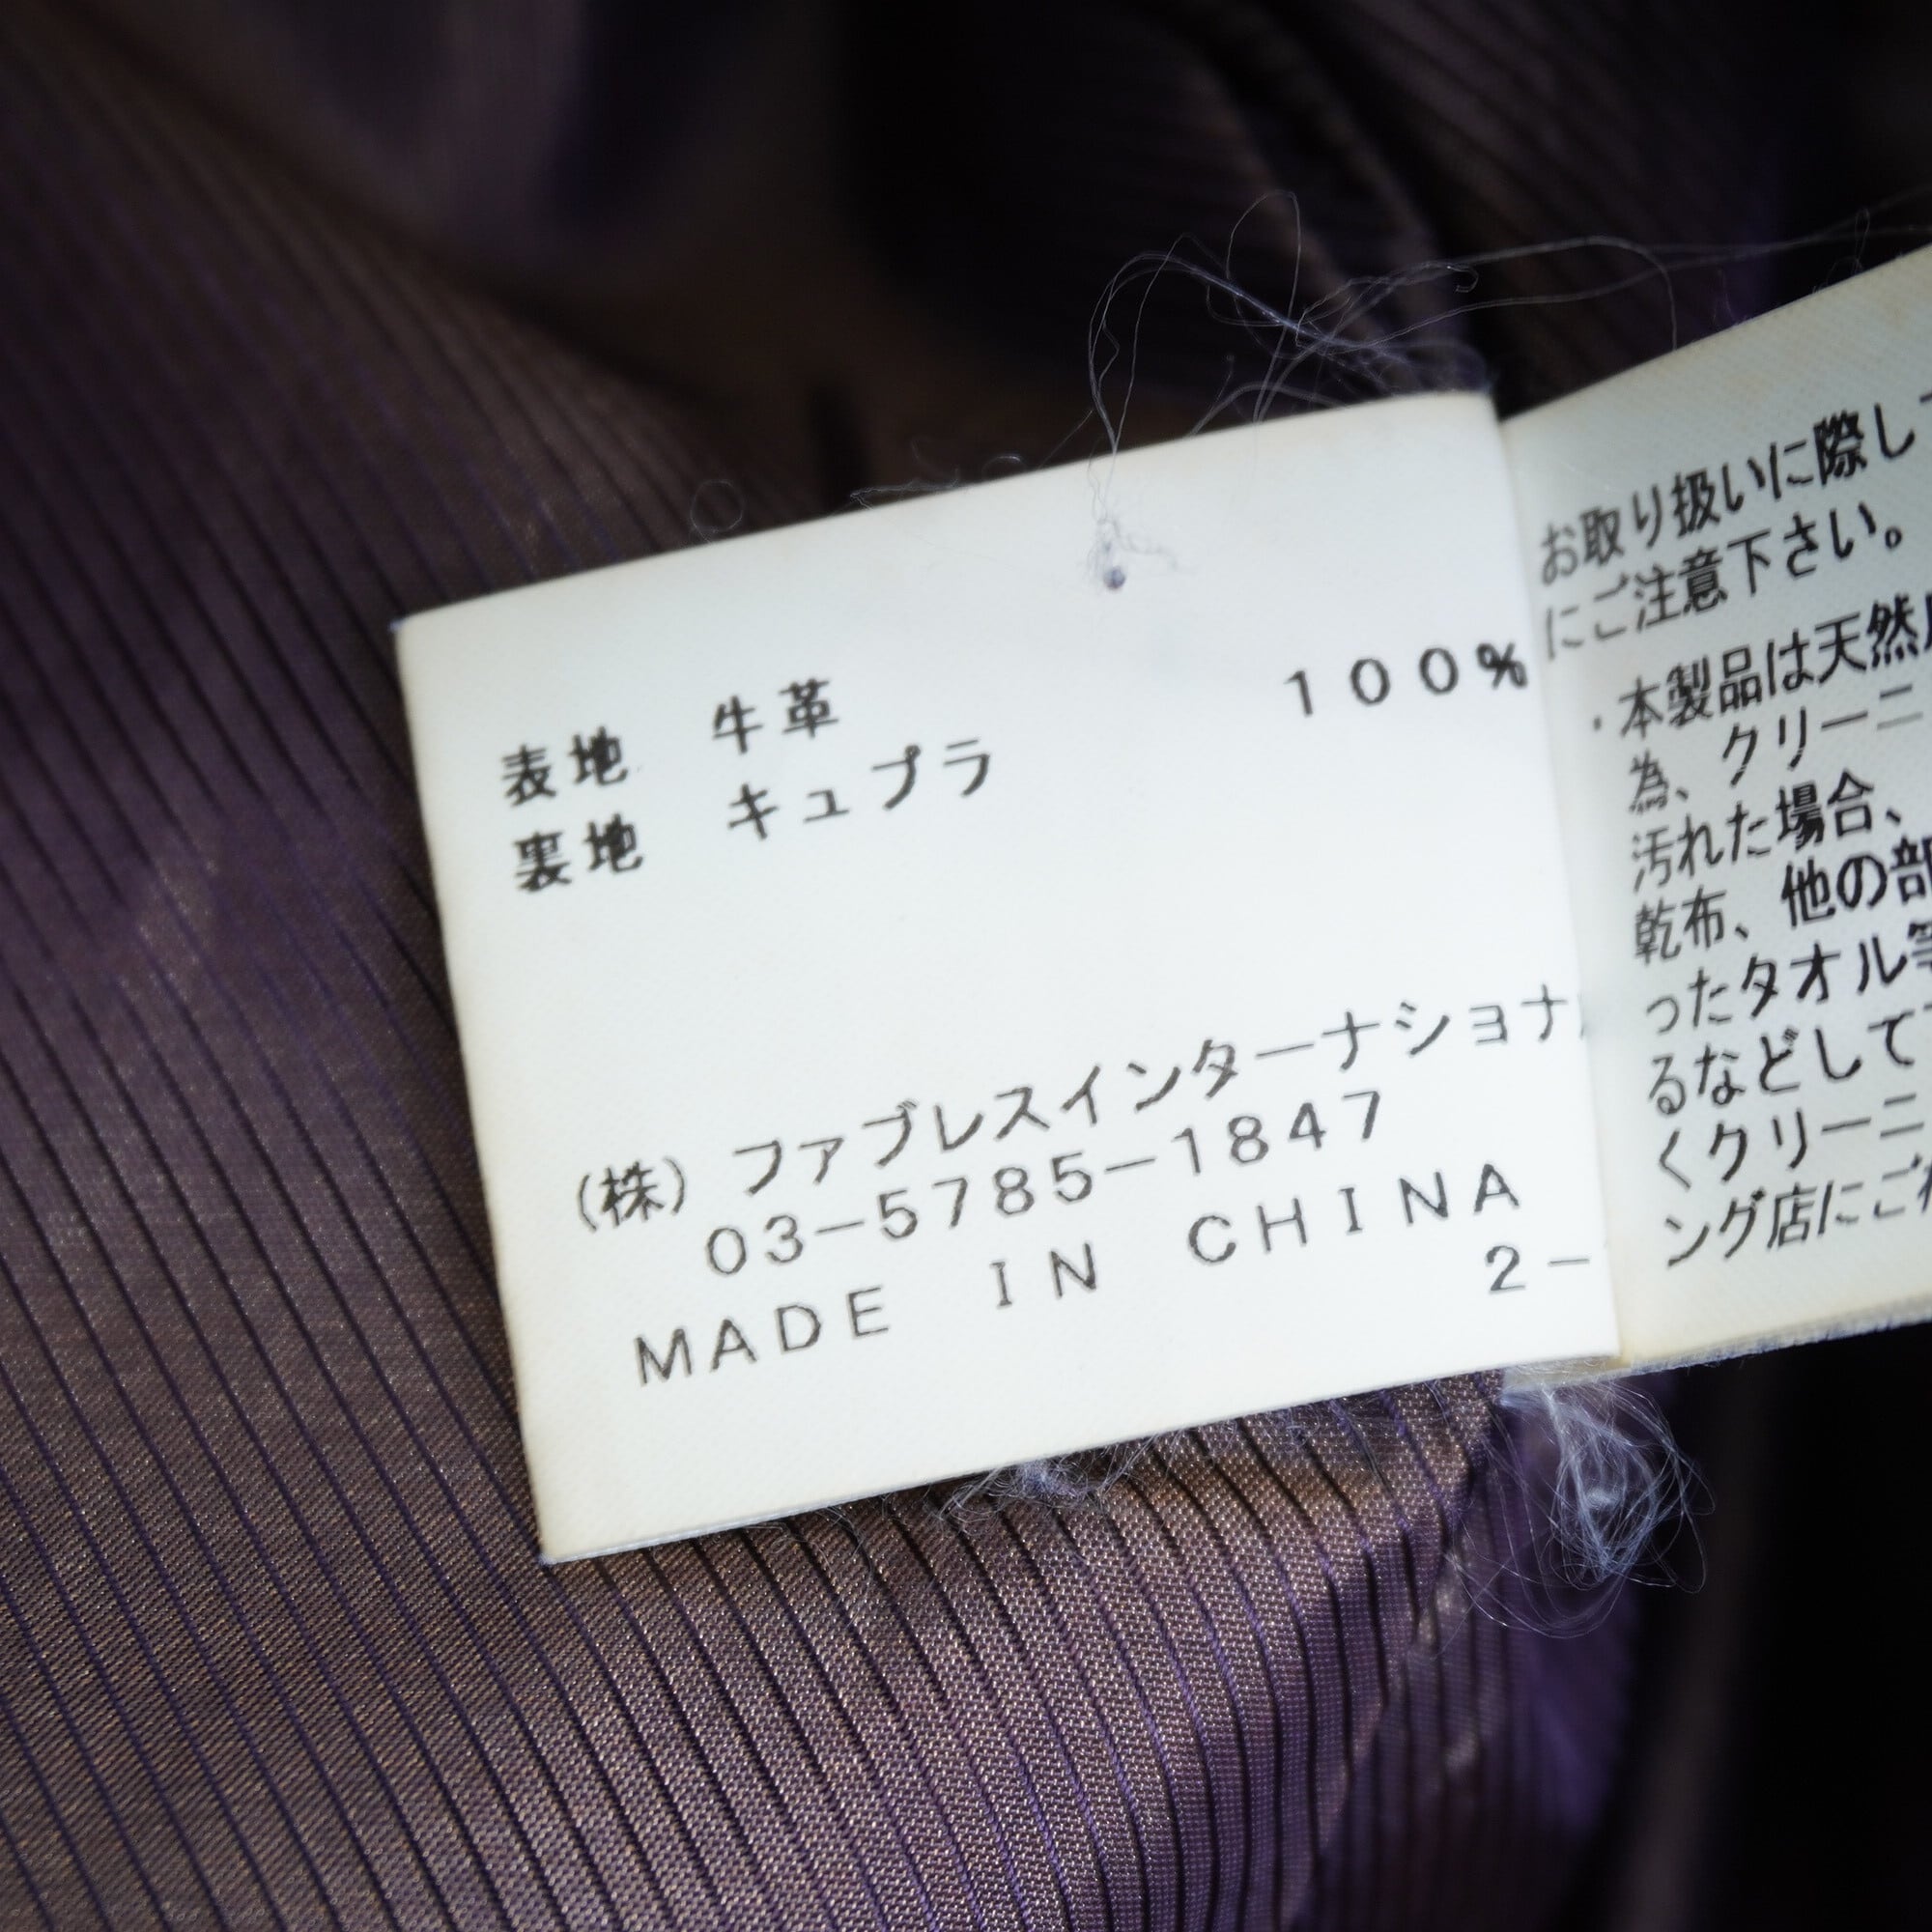 表地 牛革 100%
裏地 キュプラ
(株) ファブレスインターナショナ
03-5785-1847
MADE IN CHINA
2-
お取り扱いに際し
にご注意下さい。
・本製品は天然
為、クリーニ
汚れた場合、
乾布、他の部
ったタオル等
るなどして
くクリーニ
ング店にご